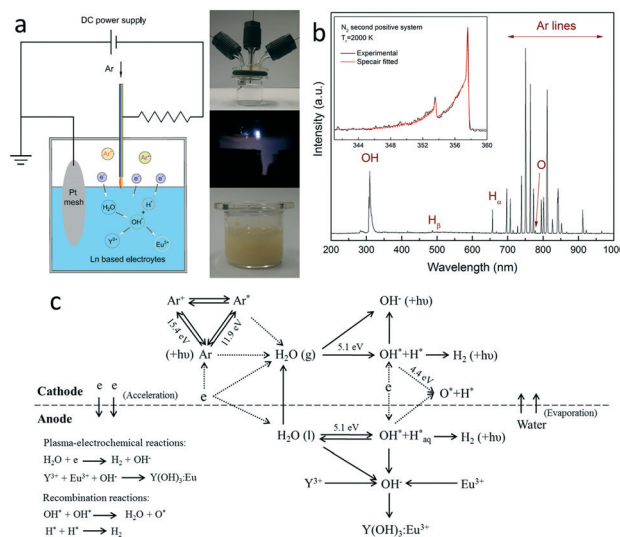 a
DC power supply
Ar
Ar⁺
Ar*
e⁻
e⁻
e⁻
Pt
mesh
H₂O
H⁺
+
OH⁻
Y³⁺
Eu³⁺
Ln based electroytes
b
N₂ second positive system
Tᵣ=2000 K
Experimental
Specair fitted
344 348 352 356 360
Ar lines
OH
O
Hα
Hβ
Intensity (a.u.)
200 300 400 500 600 700 800 900 1000
Wavelength (nm)
c
Ar⁺
Ar*
OH⁻ (+hυ)
15.4 eV
11.9 eV
(+hυ) Ar
H₂O (g)
5.1 eV
OH*+H*
H₂ (+hυ)
4.4 eV
Cathode
e e
(Acceleration)
e
e
O*+H*
Anode
Water
(Evaporation)
H₂O (l)
5.1 eV
OH*+H*aq
H₂ (+hυ)
Plasma-electrochemical reactions:
H₂O + e → H₂ + OH⁻
Y³⁺ + Eu³⁺ + OH⁻ → Y(OH)₃:Eu
Y³⁺
OH⁻
Eu³⁺
Recombination reactions:
OH* + OH* → H₂O + O*
H* + H* → H₂
Y(OH)₃:Eu³⁺